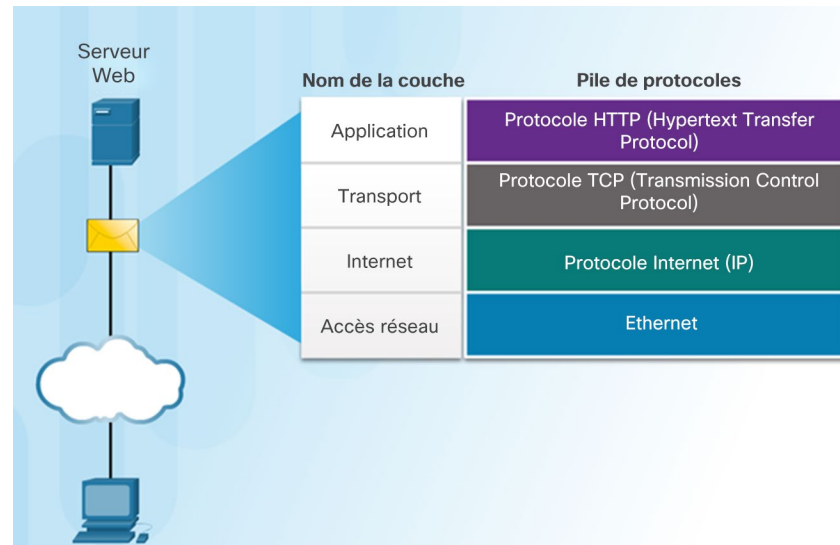 Serveur
Web
Nom de la couche
Pile de protocoles
Application
Protocole HTTP (Hypertext Transfer
Protocol)
Transport
Protocole TCP (Transmission Control
Protocol)
Internet
Protocole Internet (IP)
Accès réseau
Ethernet